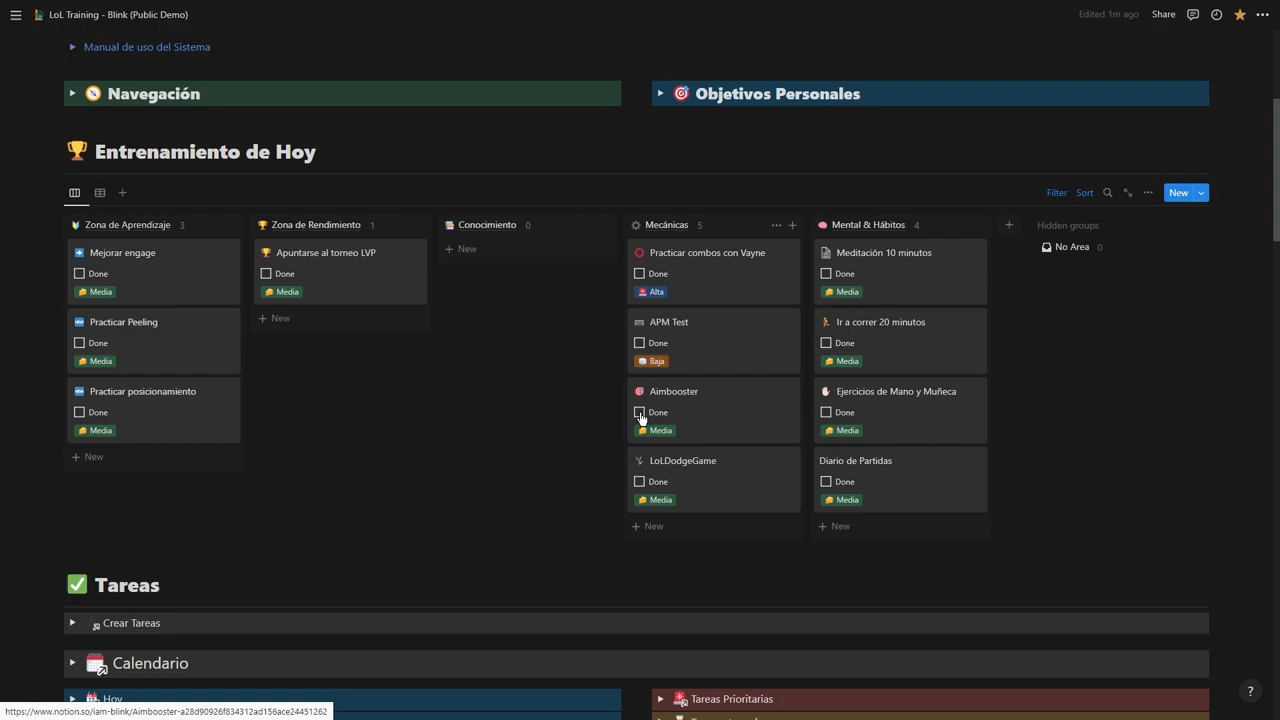 LoL Training - Blink (Public Demo)
Edited 1m ago
Share
Manual de uso del Sistema
Navegación
Objetivos Personales
Entrenamiento de Hoy
Filter
Sort
New
Zona de Aprendizaje 3
Mejorar engage
Done
Media
Practicar Peeling
Done
Media
Practicar posicionamiento
Done
Media
New
Zona de Rendimiento 1
Apuntarse al torneo LVP
Done
Media
New
Conocimiento 0
New
Mecánicas 5
Practicar combos con Vayne
Done
Alta
APM Test
Done
Baja
Aimbooster
Done
Media
LoLDodgeGame
Done
Media
New
Mental & Hábitos 4
Meditación 10 minutos
Done
Media
Ir a correr 20 minutos
Done
Media
Ejercicios de Mano y Muñeca
Done
Media
Diario de Partidas
Done
Media
New
Hidden groups
No Area 0
Tareas
Crear Tareas
Calendario
Hoy
Tareas Prioritarias
https://www.notion.so/iam-blink/Aimbooster-a28d90926f834312ad156ace24451262